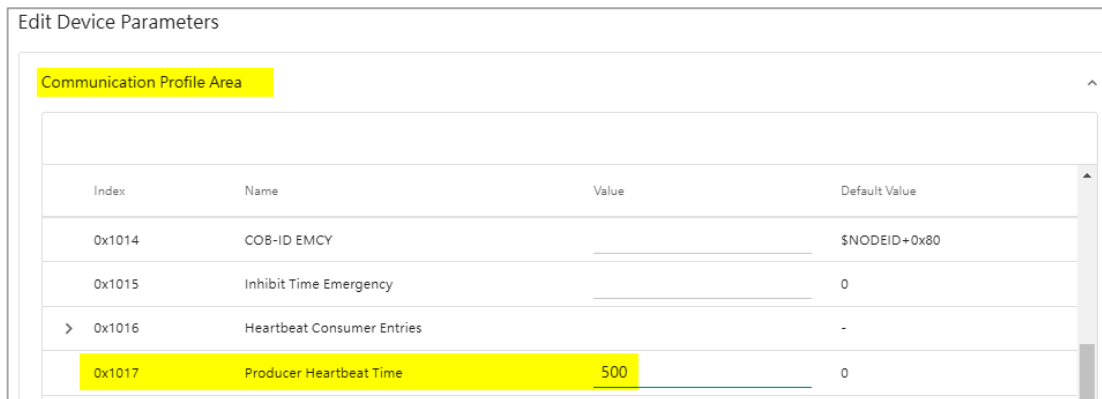 Edit Device Parameters
Communication Profile Area
Index Name Value Default Value
0x1014 COB-ID EMCY $NODEID+0x80
0x1015 Inhibit Time Emergency 0
0x1016 Heartbeat Consumer Entries -
0x1017 Producer Heartbeat Time 500 0